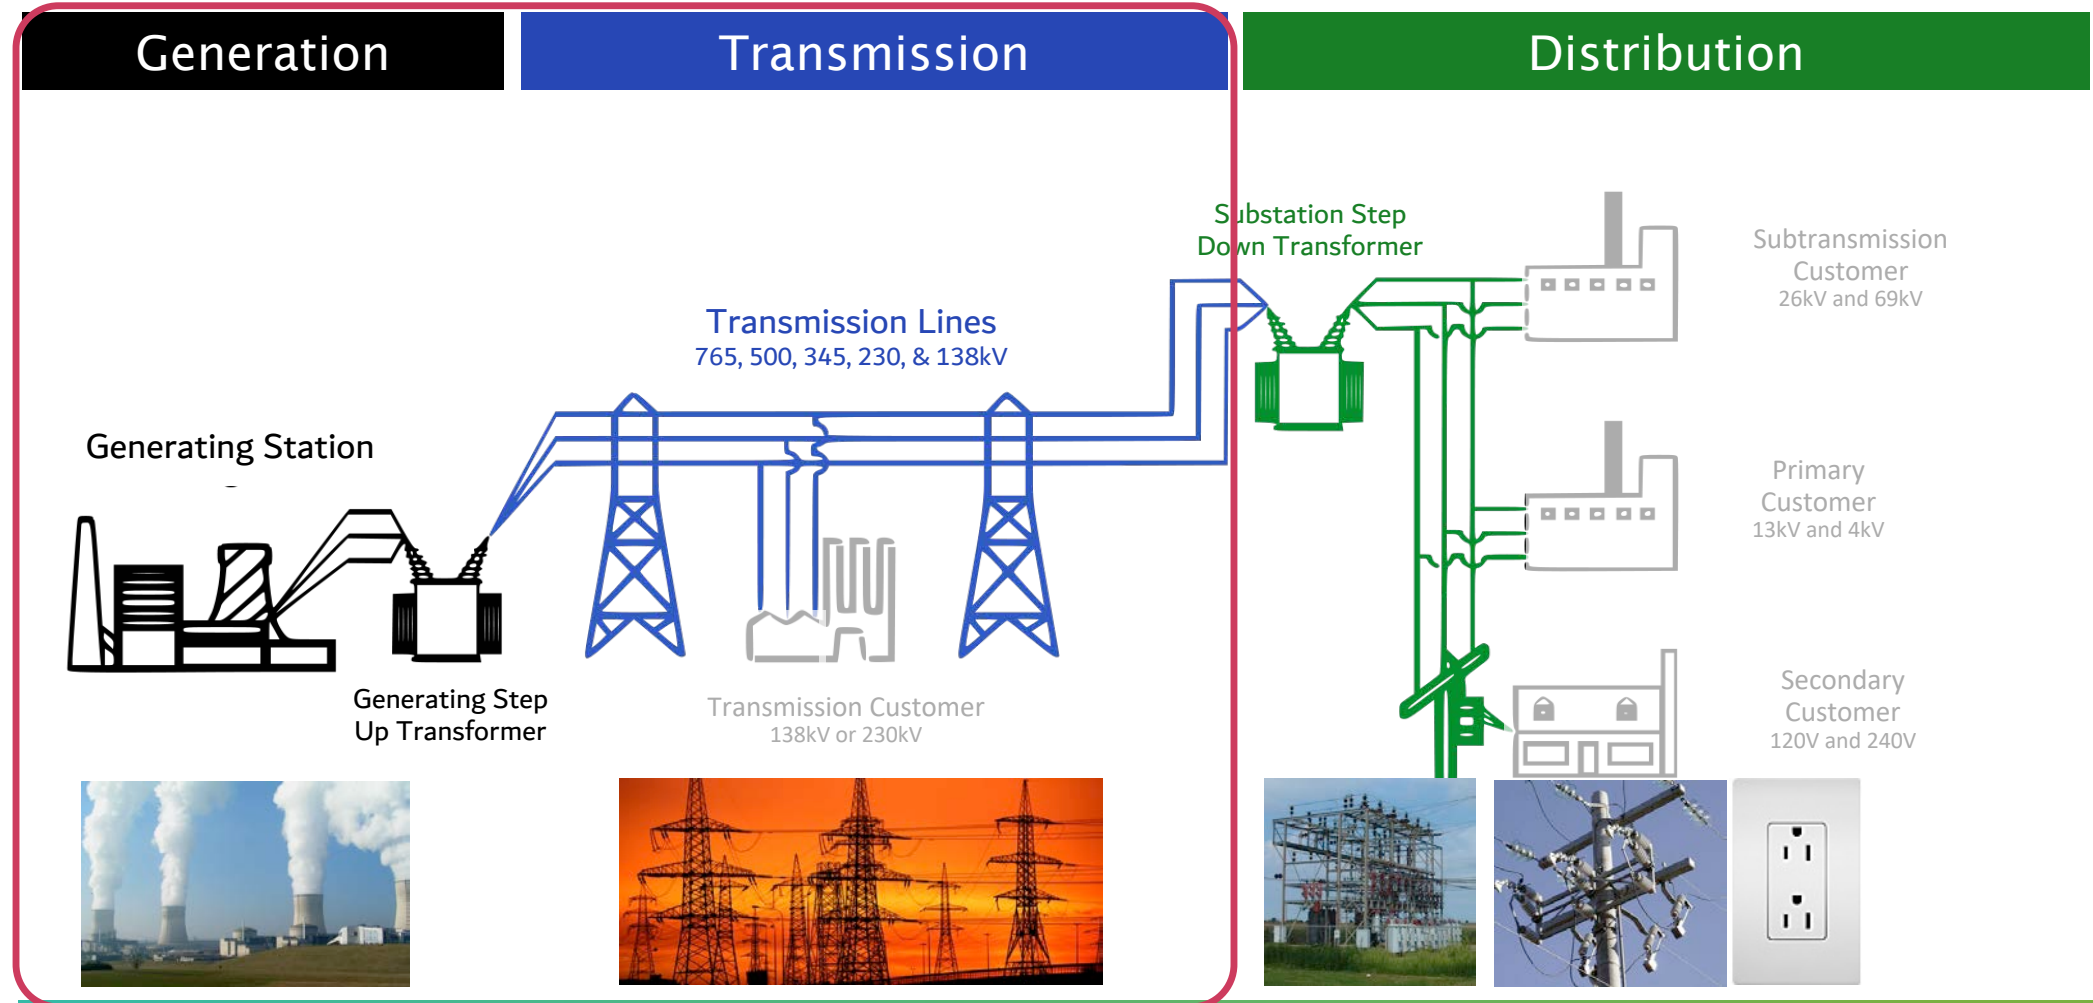 Generation
Transmission
Distribution
Substation Step
Down Transformer
Subtransmission
Customer
26kV and 69kV
Transmission Lines
765, 500, 345, 230, & 138kV
Generating Station
Primary
Customer
13kV and 4kV
Generating Step
Up Transformer
Transmission Customer
138kV or 230kV
Secondary
Customer
120V and 240V